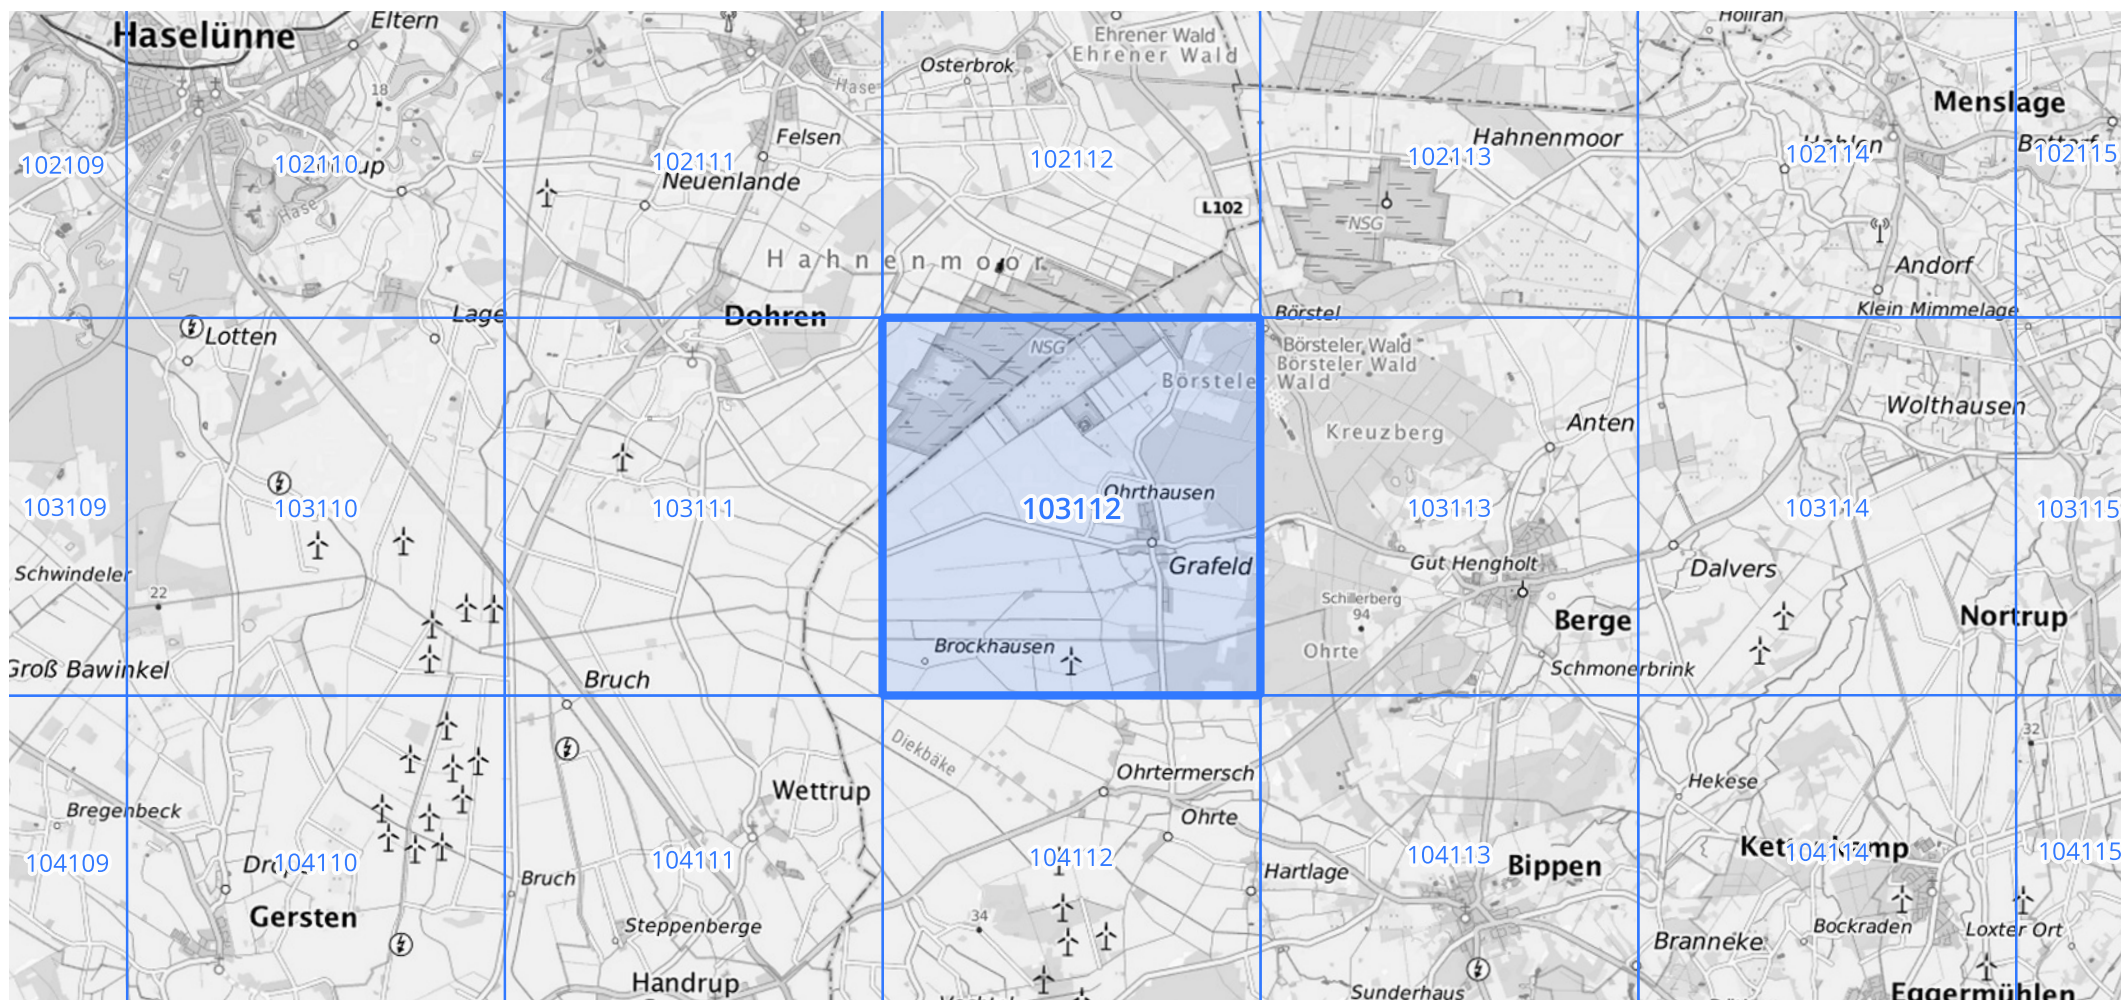 Haselünne
Eltern
18
Hase
Osterbrok
Ehrener Wald
Ehrener Wald
Menslage
Felsen
Hahnenmoor
102109
102110
102111
102112
102113
102114
102115
Neuenlande
Hase
L102
NSG
Hahnenmoor
Andorf
Klein Mimmelage
Lage
Dohren
Börstel
Lotten
NSG
Börsteler Wald
Börsteler Wald
Börsteler Wald
Wolthausen
Anten
Kreuzberg
103109
103110
103111
103112
103113
103114
103115
Ohrthausen
Schwindeler
22
Grafeld
Gut Hengholt
Dalvers
Schillerberg
94
Berge
Nortrup
Brockhausen
Ohrte
Groß Bawinkel
Bruch
Schmonerbrink
32
Diekbäke
Ohrtermersch
Hekese
Bregenbeck
Wettrup
Ohrte
104109
104110
104111
104112
104113
104114
104115
Bippen
Hartlage
Bruch
Gersten
34
Steppenberge
Bockraden
Loxter Ort
Branneke
Handrup
Sunderhaus
Eggermühlen